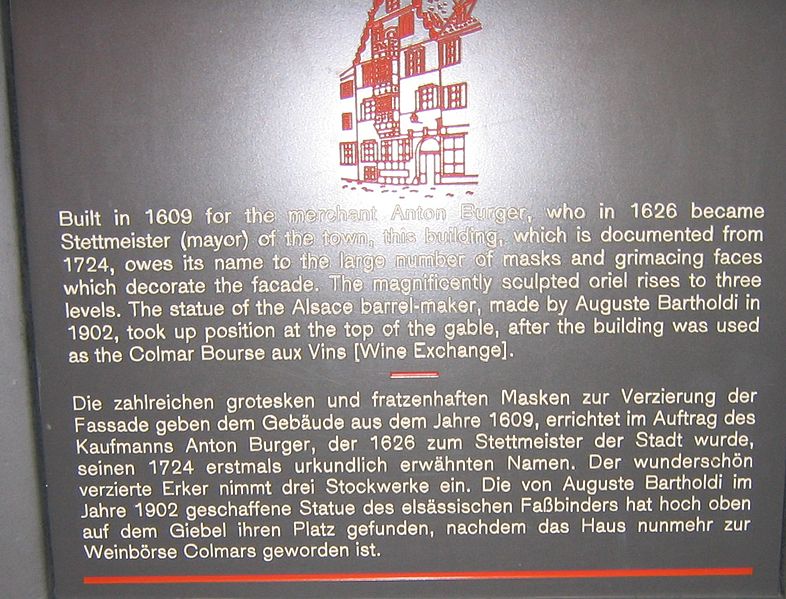 Built in 1609 for the merchant Anton Burger, who in 1626 became
Stettmeister (mayor) of the town, this building, which is documented from
1724, owes its name to the large number of masks and grimacing faces
which decorate the facade. The magnificently sculpted oriel rises to three
levels. The statue of the Alsace barrel-maker, made by Auguste Bartholdi in
1902, took up position at the top of the gable, after the building was used
as the Colmar Bourse aux Vins [Wine Exchange].
Die zahlreichen grotesken und fratzenhaften Masken zur Verzierung der
Fassade geben dem Gebäude aus dem Jahre 1609, errichtet im Auftrag des
Kaufmanns Anton Burger, der 1626 zum Stettmeister der Stadt wurde,
seinen 1724 erstmals urkundlich erwähnten Namen. Der wunderschön
verzierte Erker nimmt drei Stockwerke ein. Die von Auguste Bartholdi im
Jahre 1902 geschaffene Statue des elsässischen Faßbinders hat hoch oben
auf dem Giebel ihren Platz gefunden, nachdem das Haus nunmehr zur
Weinbörse Colmars geworden ist.